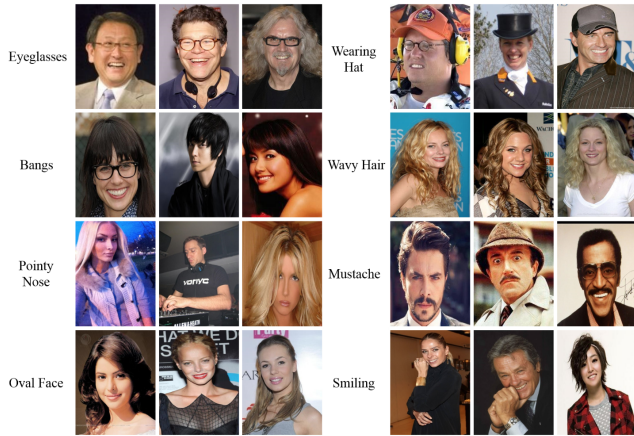 Eyeglasses
Wearing
Hat
Bangs
Wavy Hair
Pointy
Nose
Mustache
Oval Face
Smiling